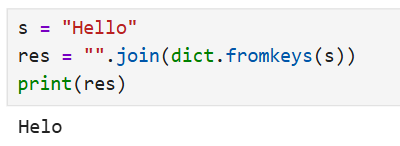 s = "Hello"
res = "".join(dict.fromkeys(s))
print(res)
Helo